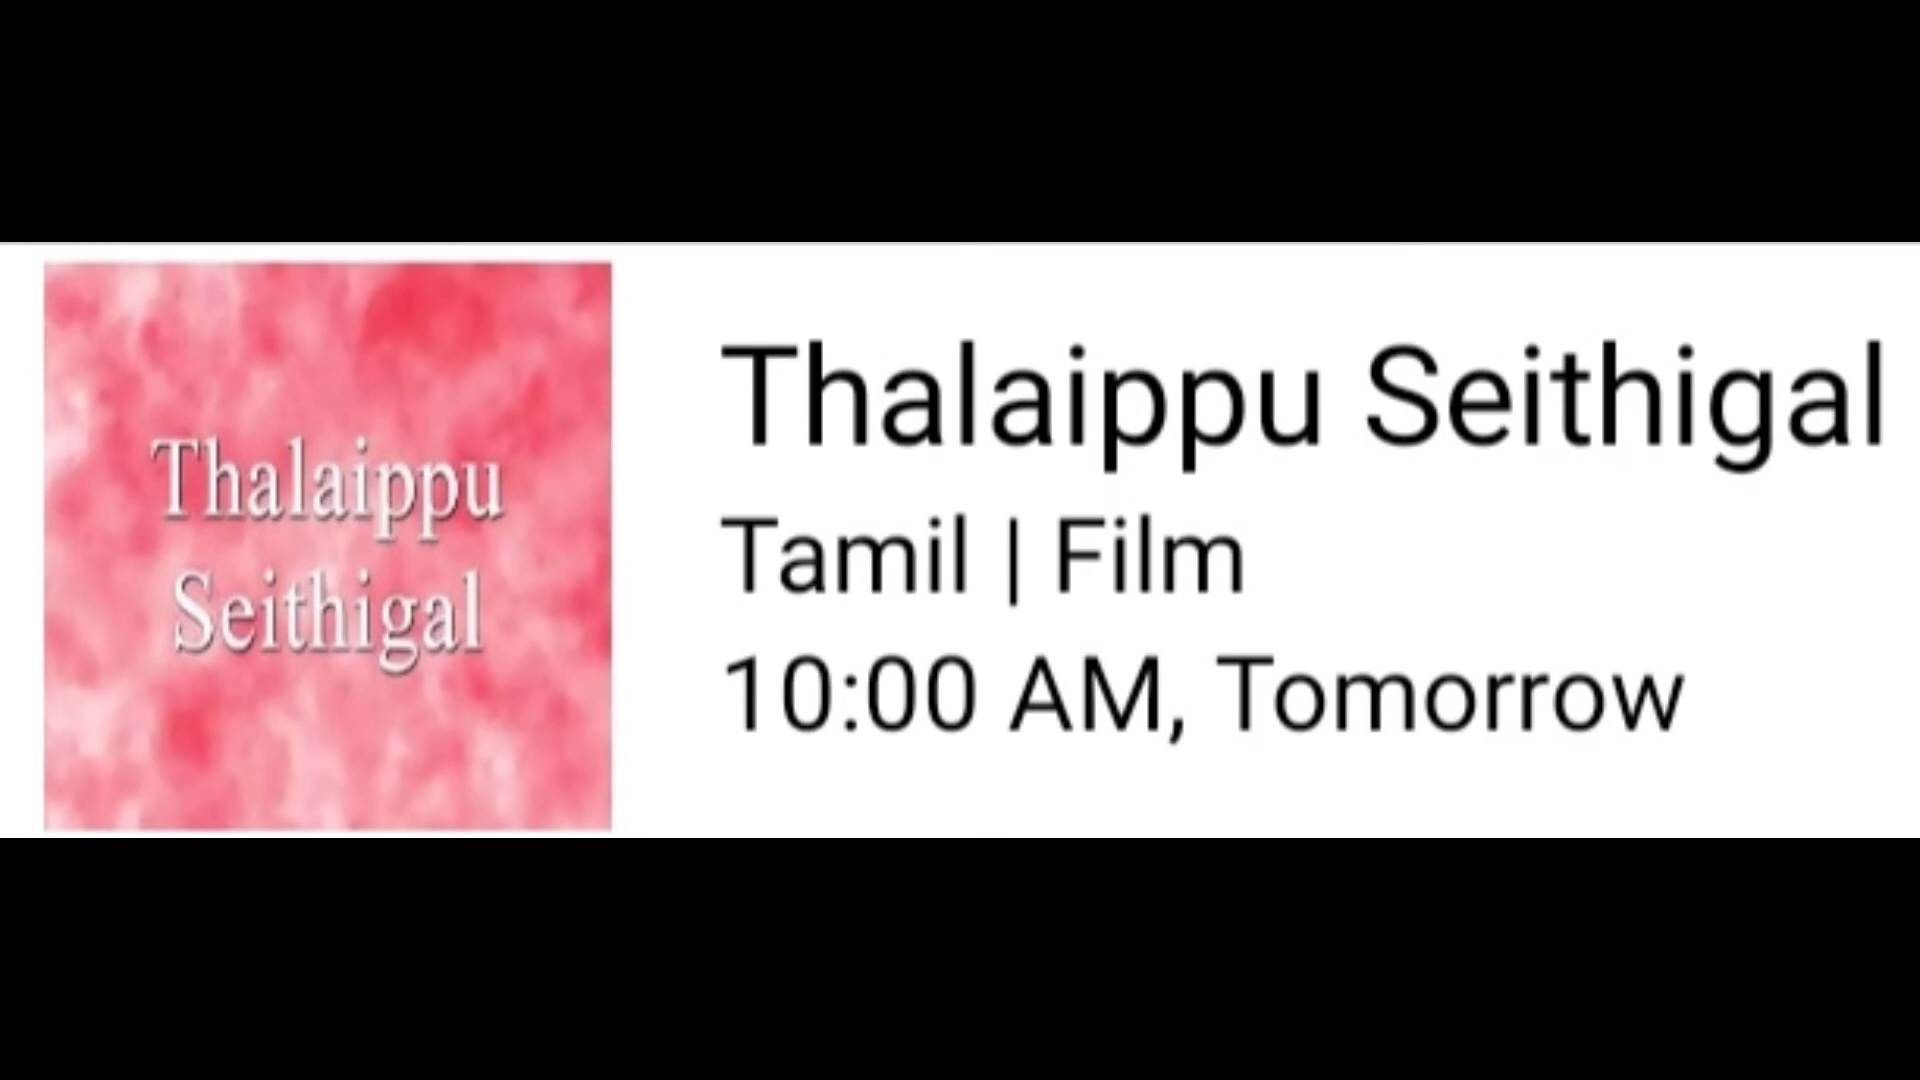 Thalaippu
Seithigal
Thalaippu Seithigal
Tamil | Film
10:00 AM, Tomorrow